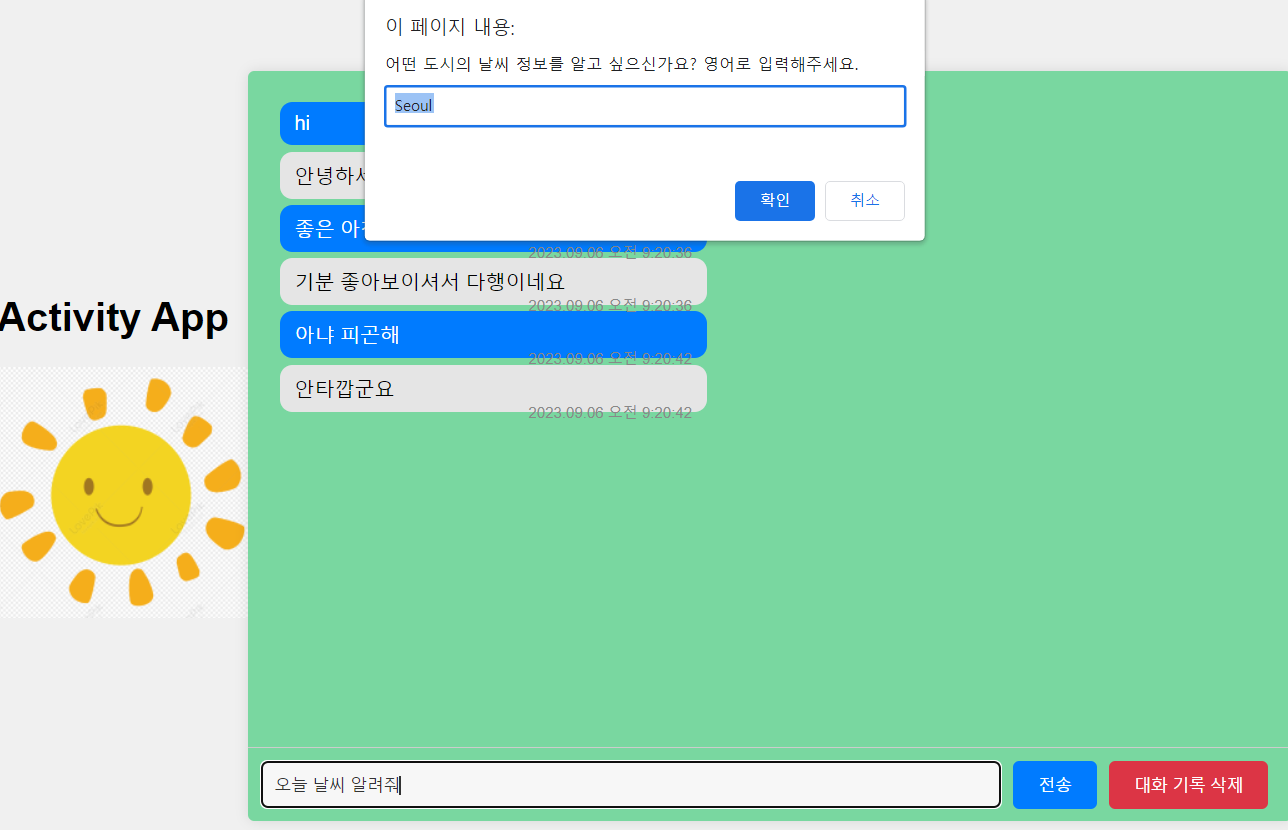 이 페이지 내용:
어떤 도시의 날씨 정보를 알고 싶으신가요? 영어로 입력해주세요.
Seoul
확인
취소
hi
안녕하
좋은 아
2023.09.06 오전 9:20:36
기분 좋아보이셔서 다행이네요
2023.09.06 오전 9:20:36
아냐 피곤해
2023.09.06 오전 9:20:42
안타깝군요
2023.09.06 오전 9:20:42
Activity App
오늘 날씨 알려줘
전송
대화 기록 삭제